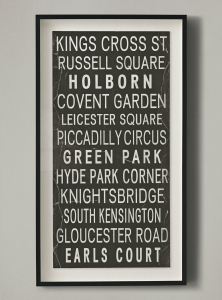 KINGS CROSS ST.
RUSSELL SQUARE
HOLBORN
COVENT GARDEN
LEICESTER SQUARE
PICCADILLY CIRCUS
GREEN PARK
HYDE PARK CORNER
KNIGHTSBRIDGE
SOUTH KENSINGTON
GLOUCESTER ROAD
EARLS COURT